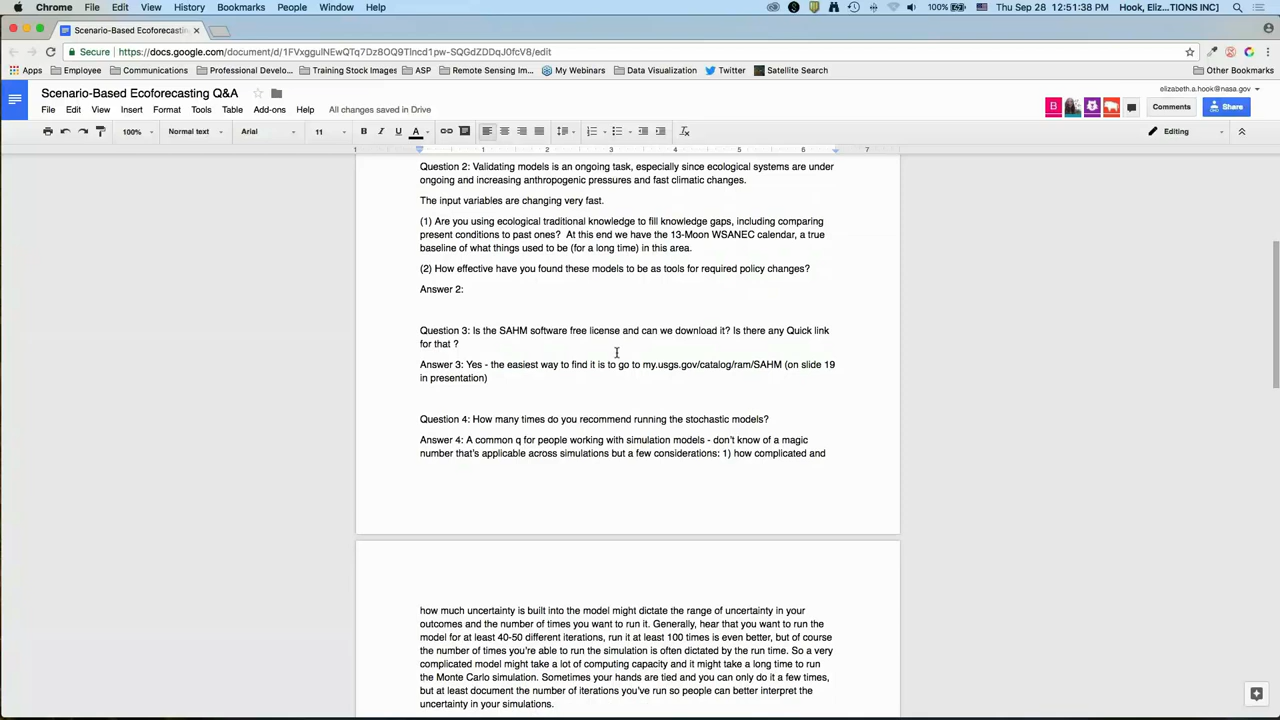 Chrome File Edit View History Bookmarks People Window Help 100% Thu Sep 28 12:51:38 PM Hook, Eliz...TIONS INC]
Scenario-Based Ecoforecasting
Secure https://docs.google.com/document/d/1FVxggulNEwQTq7Dz8OQ9Tlncd1pw-SQGdZDDqJ0fcV8/edit
Apps Employee Communications Professional Develo... Training Stock Images ASP Remote Sensing Im... My Webinars Data Visualization Twitter Satellite Search Other Bookmarks
Scenario-Based Ecoforecasting Q&A
elizabeth.a.hook@nasa.gov
File Edit View Insert Format Tools Table Add-ons Help All changes saved in Drive
B Comments Share
100% Normal text Arial 11 B I U A Editing
1 1 2 3 4 5 6 7
Question 2: Validating models is an ongoing task, especially since ecological systems are under
ongoing and increasing anthropogenic pressures and fast climatic changes.
The input variables are changing very fast.
(1) Are you using ecological traditional knowledge to fill knowledge gaps, including comparing
present conditions to past ones? At this end we have the 13-Moon WSANEC calendar, a true
baseline of what things used to be (for a long time) in this area.
(2) How effective have you found these models to be as tools for required policy changes?
Answer 2:
Question 3: Is the SAHM software free license and can we download it? Is there any Quick link
for that ?
Answer 3: Yes - the easiest way to find it is to go to my.usgs.gov/catalog/ram/SAHM (on slide 19
in presentation)
Question 4: How many times do you recommend running the stochastic models?
Answer 4: A common q for people working with simulation models - don't know of a magic
number that's applicable across simulations but a few considerations: 1) how complicated and
how much uncertainty is built into the model might dictate the range of uncertainty in your
outcomes and the number of times you want to run it. Generally, hear that you want to run the
model for at least 40-50 different iterations, run it at least 100 times is even better, but of course
the number of times you're able to run the simulation is often dictated by the run time. So a very
complicated model might take a lot of computing capacity and it might take a long time to run
the Monte Carlo simulation. Sometimes your hands are tied and you can only do it a few times,
but at least document the number of iterations you've run so people can better interpret the
uncertainty in your simulations.